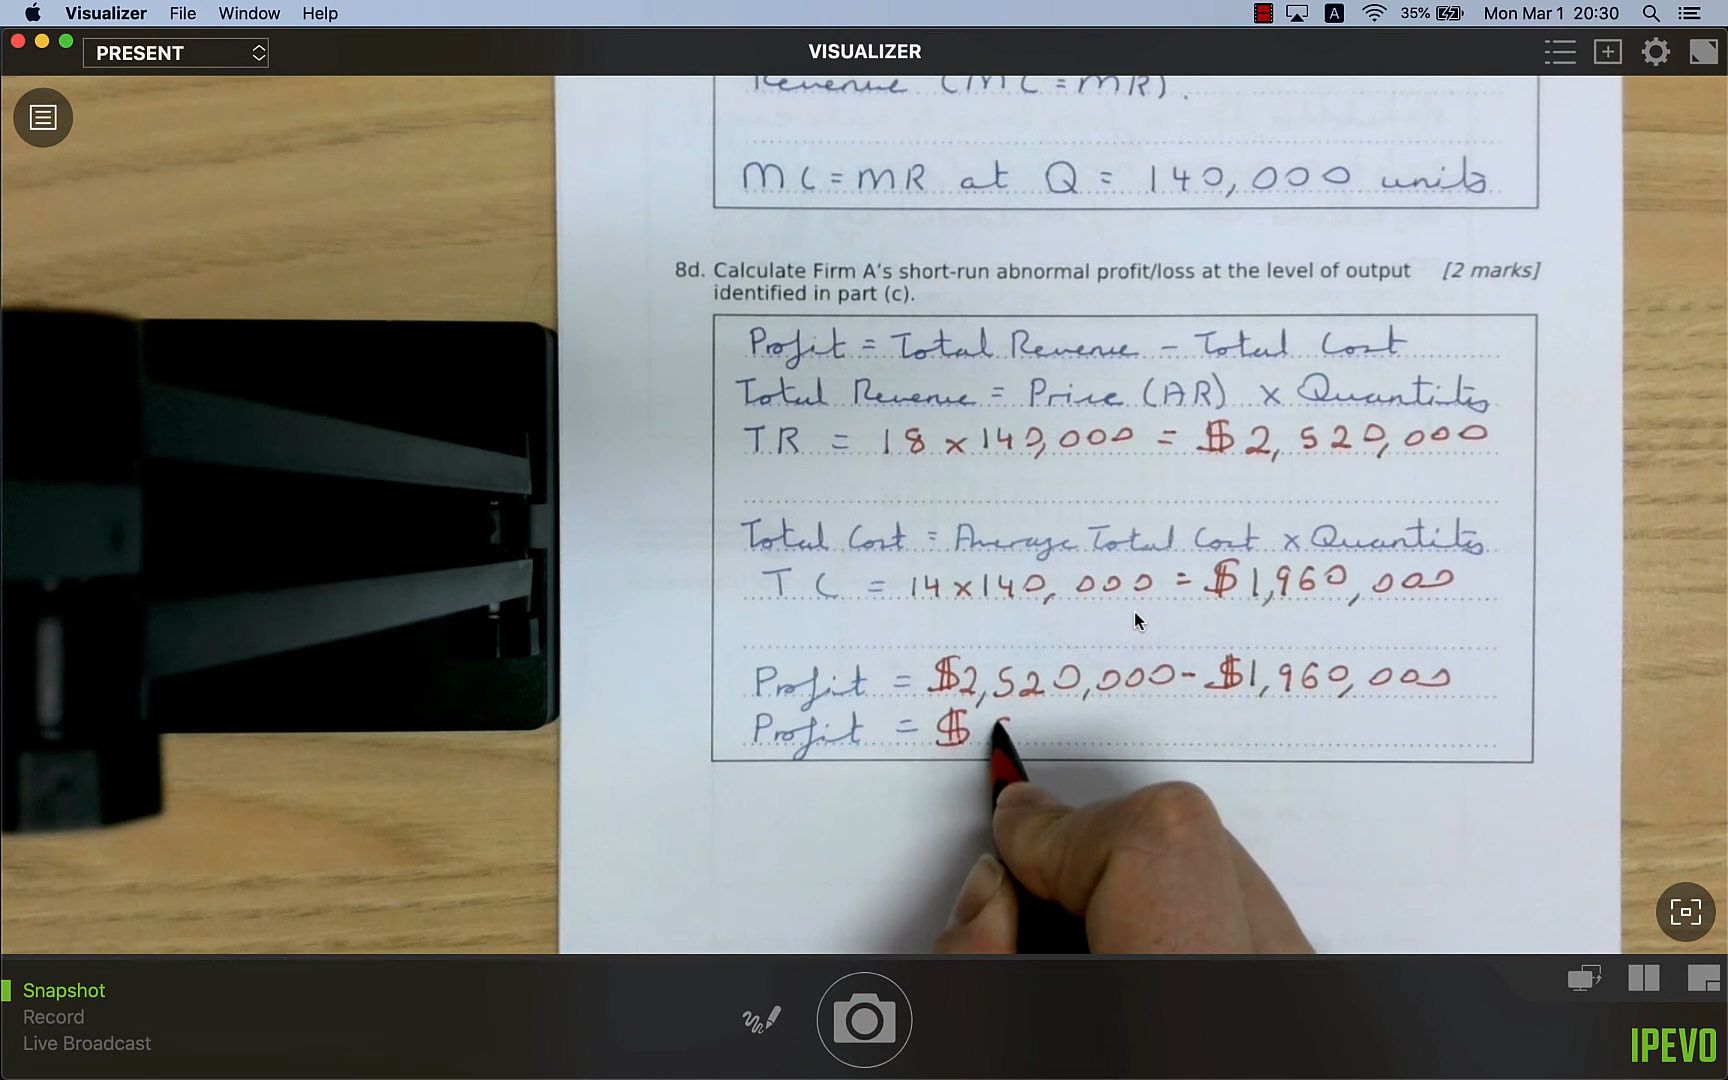 Visualizer File Window Help 35% Mon Mar 1 20:30
PRESENT
VISUALIZER
Revenue (MC = MR).
MC = MR at Q = 140,000 units
8d. Calculate Firm A's short-run abnormal profit/loss at the level of output [2 marks]
identified in part (c).
Profit = Total Revenue - Total Cost
Total Revenue = Price (AR) x Quantity
TR = 18 x 140,000 = $2,520,000
Total Cost = Average Total Cost x Quantity
TC = 14 x 140,000 = $1,960,000
Profit = $2,520,000 - $1,960,000
Profit = $
Snapshot
Record
Live Broadcast
IPEVO